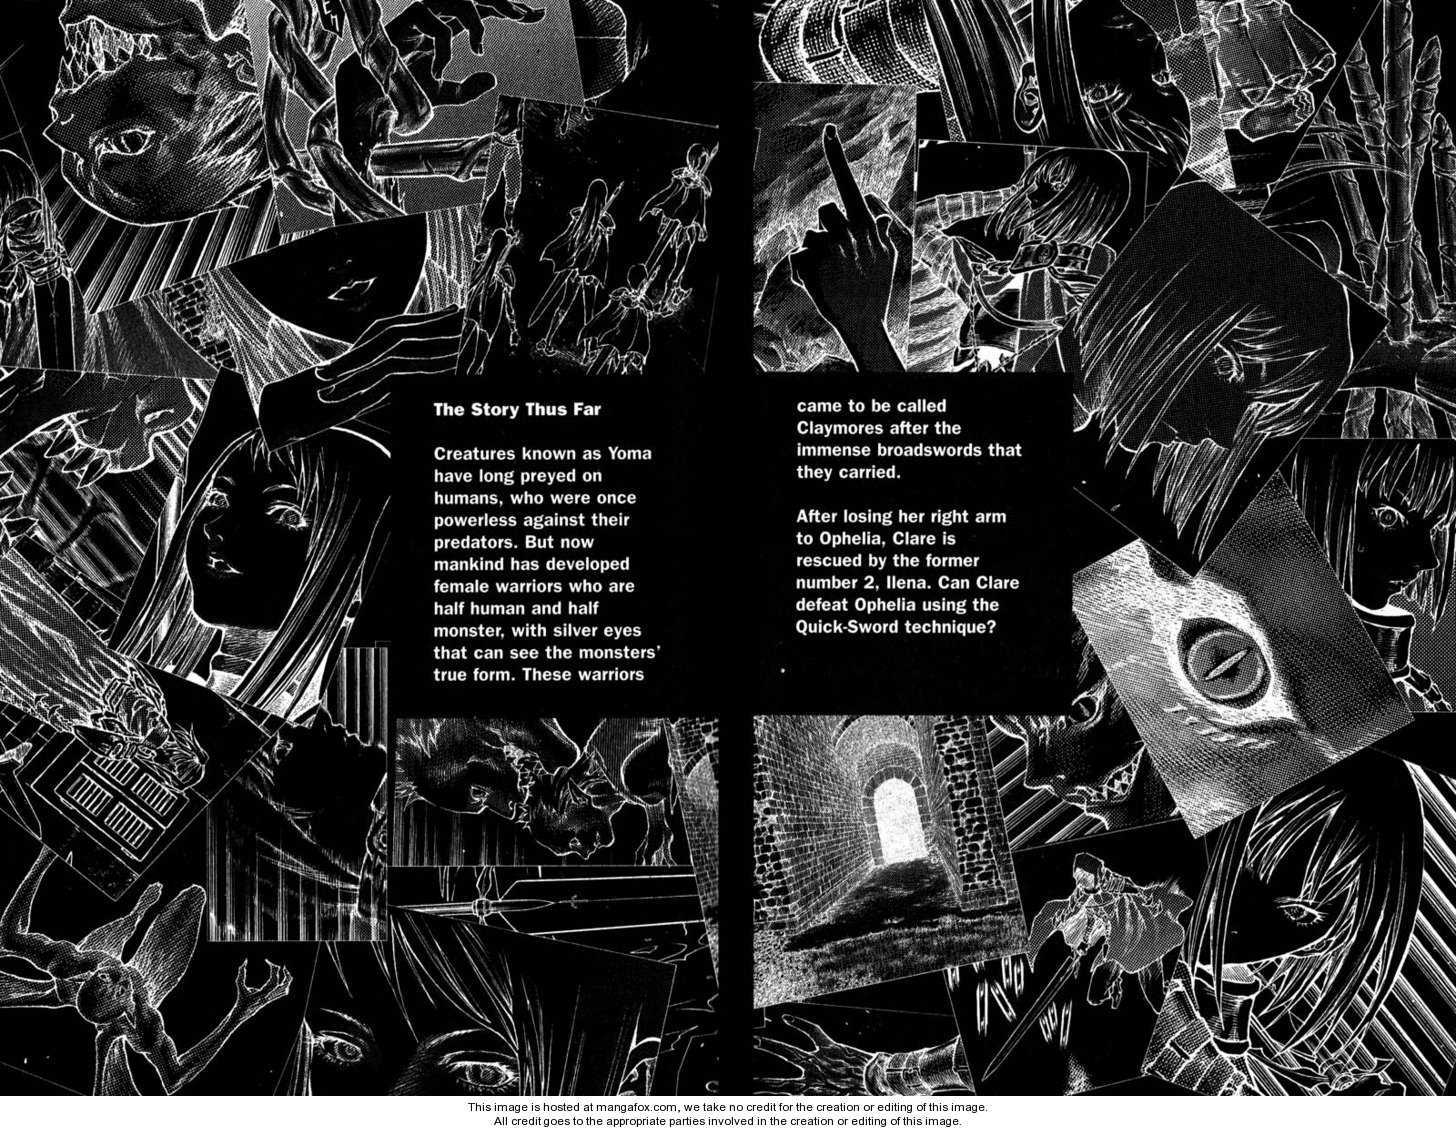 The Story Thus Far
Creatures known as Yoma
have long preyed on
humans, who were once
powerless against their
predators. But now
mankind has developed
female warriors who are
half human and half
monster, with silver eyes
that can see the monsters'
true form. These warriors
came to be called
Claymores after the
immense broadswords that
they carried.
After losing her right arm
to Ophelia, Clare is
rescued by the former
number 2, Ilena. Can Clare
defeat Ophelia using the
Quick-Sword technique?
This image is hosted at mangafox.com, we take no credit for the creation or editing of this image.
All credit goes to the appropriate parties involved in the creation or editing of this image.